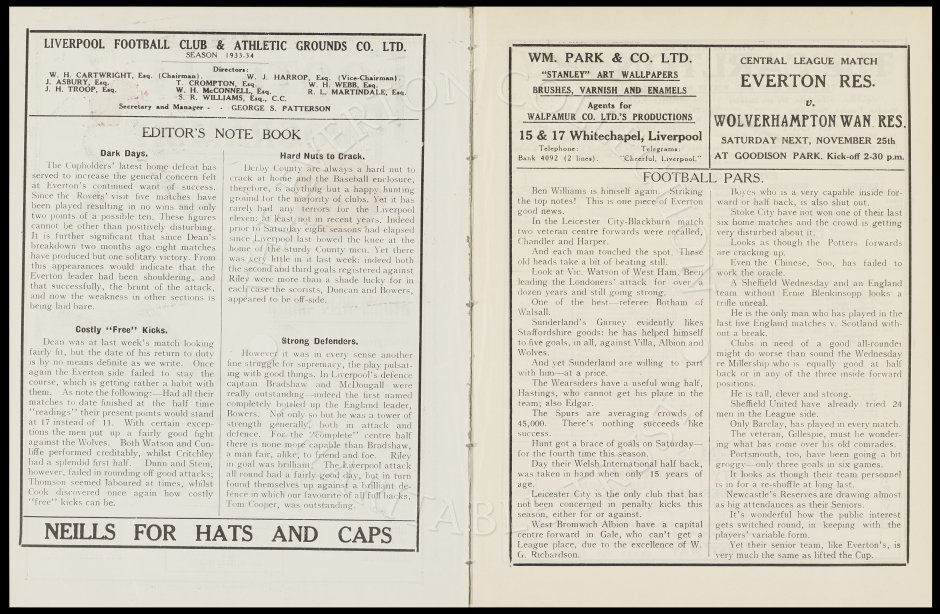 LIVERPOOL FOOTBALL CLUB & ATHLETIC GROUNDS CO. LTD.
SEASON 1933-34
Directors:
W. H. CARTWRIGHT, Esq. (Chairman). W. J. HARROP, Esq. (Vice-Chairman).
J. ASBURY, Esq. T. CROMPTON, Esq. W. H. WEBB, Esq.
J. H. TROOP, Esq. W. H. McCONNELL, Esq. R. L. MARTINDALE, Esq.
S. R. WILLIAMS, Esq., C.C.
Secretary and Manager - - GEORGE S. PATTERSON
EDITOR'S NOTE BOOK
Dark Days.
The Cupholders' latest home defeat has
served to increase the general concern felt
at Everton's continued want of success.
Since the Rovers' visit five matches have
been played resulting in no wins and only
two points of a possible ten. These figures
cannot be other than positively disturbing.
It is further significant that since Dean's
breakdown two months ago eight matches
have produced but one solitary victory. From
this appearances would indicate that the
Everton leader had been shouldering, and
that successfully, the brunt of the attack,
and now the weakness in other sections is
being laid bare.
Costly "Free" Kicks.
Dean was at last week's match looking
fairly fit, but the date of his return to duty
is by no means definite as we write. Once
again the Everton side failed to stay the
course, which is getting rather a habit with
them. As note the following:—Had all their
matches to date finished at the half time
"readings" their present points would stand
at 17 instead of 11. With certain excep-
tions the men put up a fairly good fight
against the Wolves. Both Watson and Cun-
liffe performed creditably, whilst Critchley
had a splendid first half. Dunn and Stein,
however, failed in rounding off good attacks;
Thomson seemed laboured at times, whilst
Cook discovered once again how costly
"free" kicks can be.
Hard Nuts to Crack.
Derby County are always a hard nut to
crack at home and the Baseball enclosure,
therefore, is anything but a happy hunting
ground for the majority of clubs. Yet it has
rarely had any terrors for the Liverpool
eleven: at least, not in recent years. Indeed
prior to Saturday eight seasons had elapsed
since Liverpool last bowed the knee at the
home of the sturdy County men. Yet there
was very little in it last week: indeed both
the second and third goals registered against
Riley were more than a shade lucky for in
each case the scorists, Duncan and Bowers,
appeared to be off-side.
Strong Defenders.
However it was in every sense another
fine struggle for supremacy, the play pulsat-
ing with good things. In Liverpool's defence
captain Bradshaw and McDougall were
really outstanding—indeed the first named
completely bottled up the England leader,
Bowers. Not only so but he was a tower of
strength generally, both in attack and
defence. For the "complete" centre half
there is none more capable than Bradshaw,
a man fair, alike, to friend and foe. Riley
in goal was brilliant. The Liverpool attack
all round had a fairly good day, but in turn
found themselves up against a brilliant de-
fence in which our favourite of all full backs,
Tom Cooper, was outstanding.
NEILLS FOR HATS AND CAPS
WM. PARK & CO. LTD.
"STANLEY" ART WALLPAPERS
BRUSHES, VARNISH AND ENAMELS
Agents for
WALPAMUR CO. LTD.'S PRODUCTIONS
15 & 17 Whitechapel, Liverpool
Telephone: Telegrams:
Bank 4092 (2 lines). "Cheerful, Liverpool."
CENTRAL LEAGUE MATCH
EVERTON RES.
v.
WOLVERHAMPTON WAN RES.
SATURDAY NEXT, NOVEMBER 25th
AT GOODISON PARK. Kick-off 2-30 p.m.
FOOTBALL PARS.
Ben Williams is himself again. Striking
the top notes! This is one piece of Everton
good news.
In the Leicester City-Blackburn match
two veteran centre forwards were recalled,
Chandler and Harper.
And each man touched the spot. These
old heads take a bit of beating still.
Look at Vic. Watson of West Ham. Been
leading the Londoners' attack for over a
dozen years and still going strong.
One of the best—referee Botham of
Walsall.
Sunderland's Gurney evidently likes
Staffordshire goods: he has helped himself
to five goals, in all, against Villa, Albion and
Wolves.
And yet Sunderland are willing to part
with him—at a price.
The Wearsiders have a useful wing half,
Hastings, who cannot get his place in the
team; also Edgar.
The Spurs are averaging crowds of
45,000. There's nothing succeeds like
success.
Hunt got a brace of goals on Saturday—
for the fourth time this season.
Day their Welsh International half back,
was taken in hand when only 15 years of
age.
Leicester City is the only club that has
not been concerned in penalty kicks this
season, either for or against.
West Bromwich Albion have a capital
centre forward in Gale, who can't get a
League place, due to the excellence of W.
G. Richardson.
Boyes who is a very capable inside for-
ward or half back, is also shut out.
Stoke City have not won one of their last
six home matches and the crowd is getting
very disturbed about it.
Looks as though the Potters forwards
are cracking up.
Even the Chinese, Soo, has failed to
work the oracle.
A Sheffield Wednesday and an England
team without Ernie Blenkinsopp looks a
trifle unreal.
He is the only man who has played in the
last five England matches v. Scotland with-
out a break.
Clubs in need of a good all-rounder
might do worse than sound the Wednesday
re Millership who is equally good at half
back or in any of the three inside forward
positions.
He is tall, clever and strong.
Sheffield United have already tried 24
men in the League side.
Only Barclay, has played in every match.
The veteran, Gillespie, must be wonder-
ing what has come over his old comrades.
Portsmouth, too, have been going a bit
groggy—only three goals in six games.
It looks as though their team personnel
is in for a re-shuffle at long last.
Newcastle's Reserves are drawing almost
as big attendances as their Seniors.
It's wonderful how the public interest
gets switched round, in keeping with the
players' variable form.
Yet their senior team, like Everton's, is
very much the same as lifted the Cup.